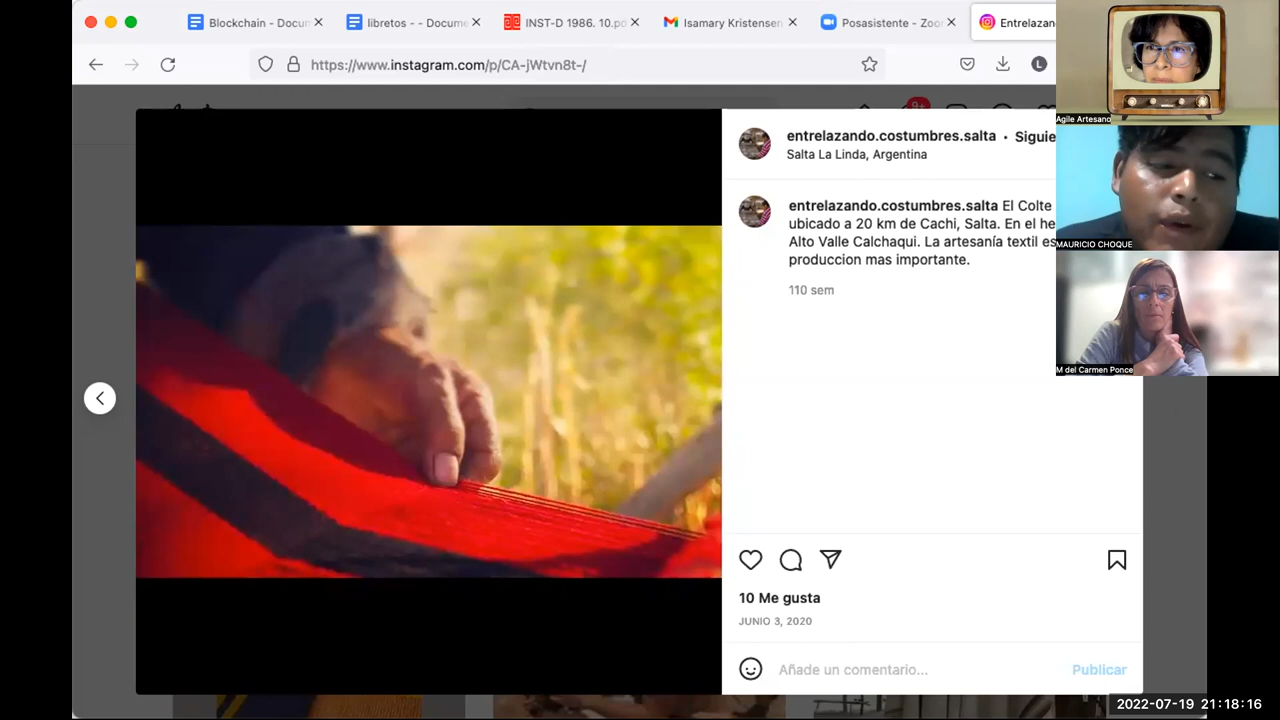 Blockchain - Docum
libretos - - Docume
INST-D 1986. 10.pd
Isamary Kristensen
Posasistente - Zoo
Entrelazand
https://www.instagram.com/p/CA-jWtvn8t-/
L
9+
entrelazando.costumbres.salta • Siguie
Salta La Linda, Argentina
entrelazando.costumbres.salta El Colte
ubicado a 20 km de Cachi, Salta. En el he
Alto Valle Calchaqui. La artesanía textil es
produccion mas importante.
110 sem
10 Me gusta
JUNIO 3, 2020
Añade un comentario...
Publicar
Agile Artesano
MAURICIO CHOQUE
M del Carmen Ponce
2022-07-19 21:18:16